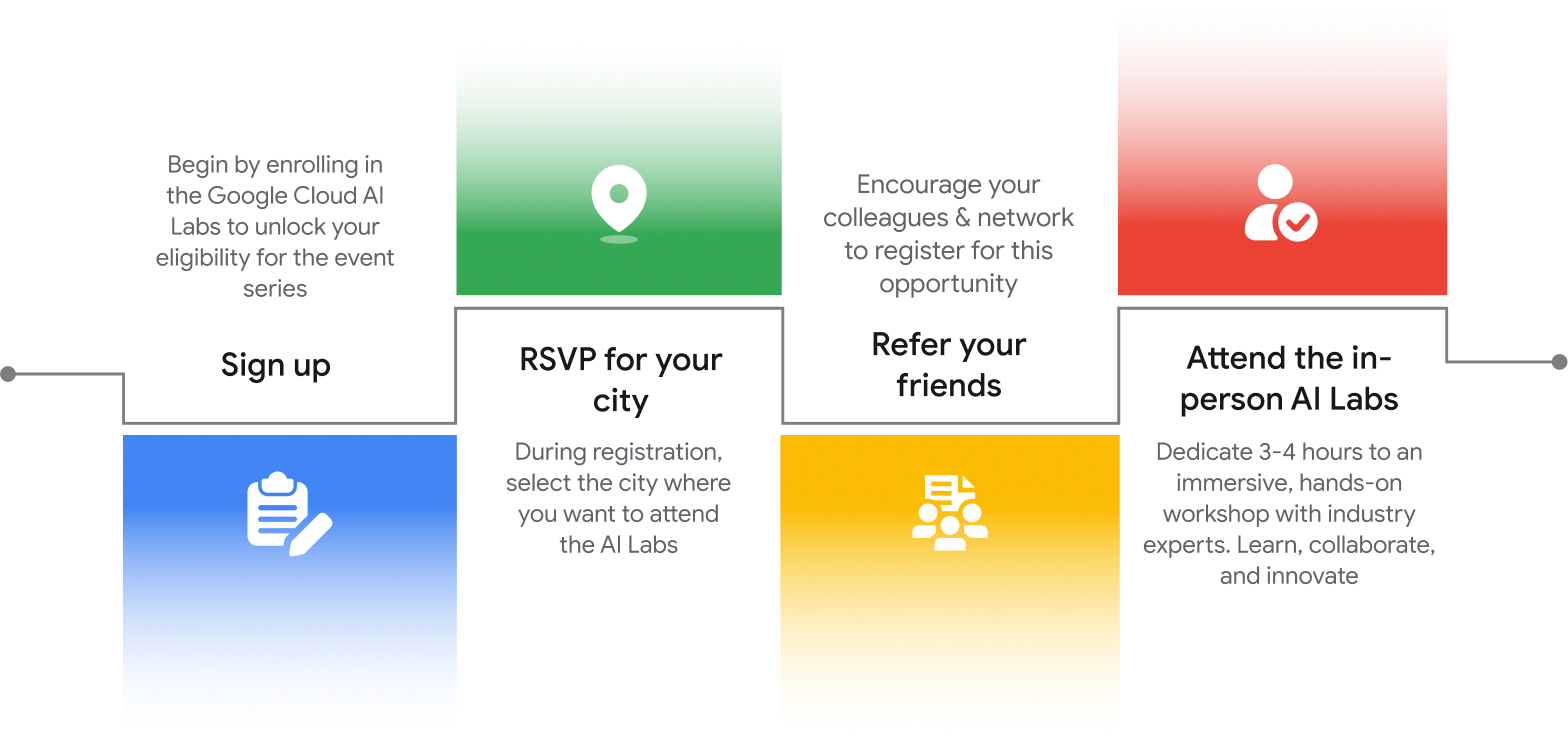 Begin by enrolling in
the Google Cloud AI
Labs to unlock your
eligibility for the event
series
Sign up
RSVP for your
city
During registration,
select the city where
you want to attend
the AI Labs
Encourage your
colleagues & network
to register for this
opportunity
Refer your
friends
Attend the in-
person AI Labs
Dedicate 3-4 hours to an
immersive, hands-on
workshop with industry
experts. Learn, collaborate,
and innovate